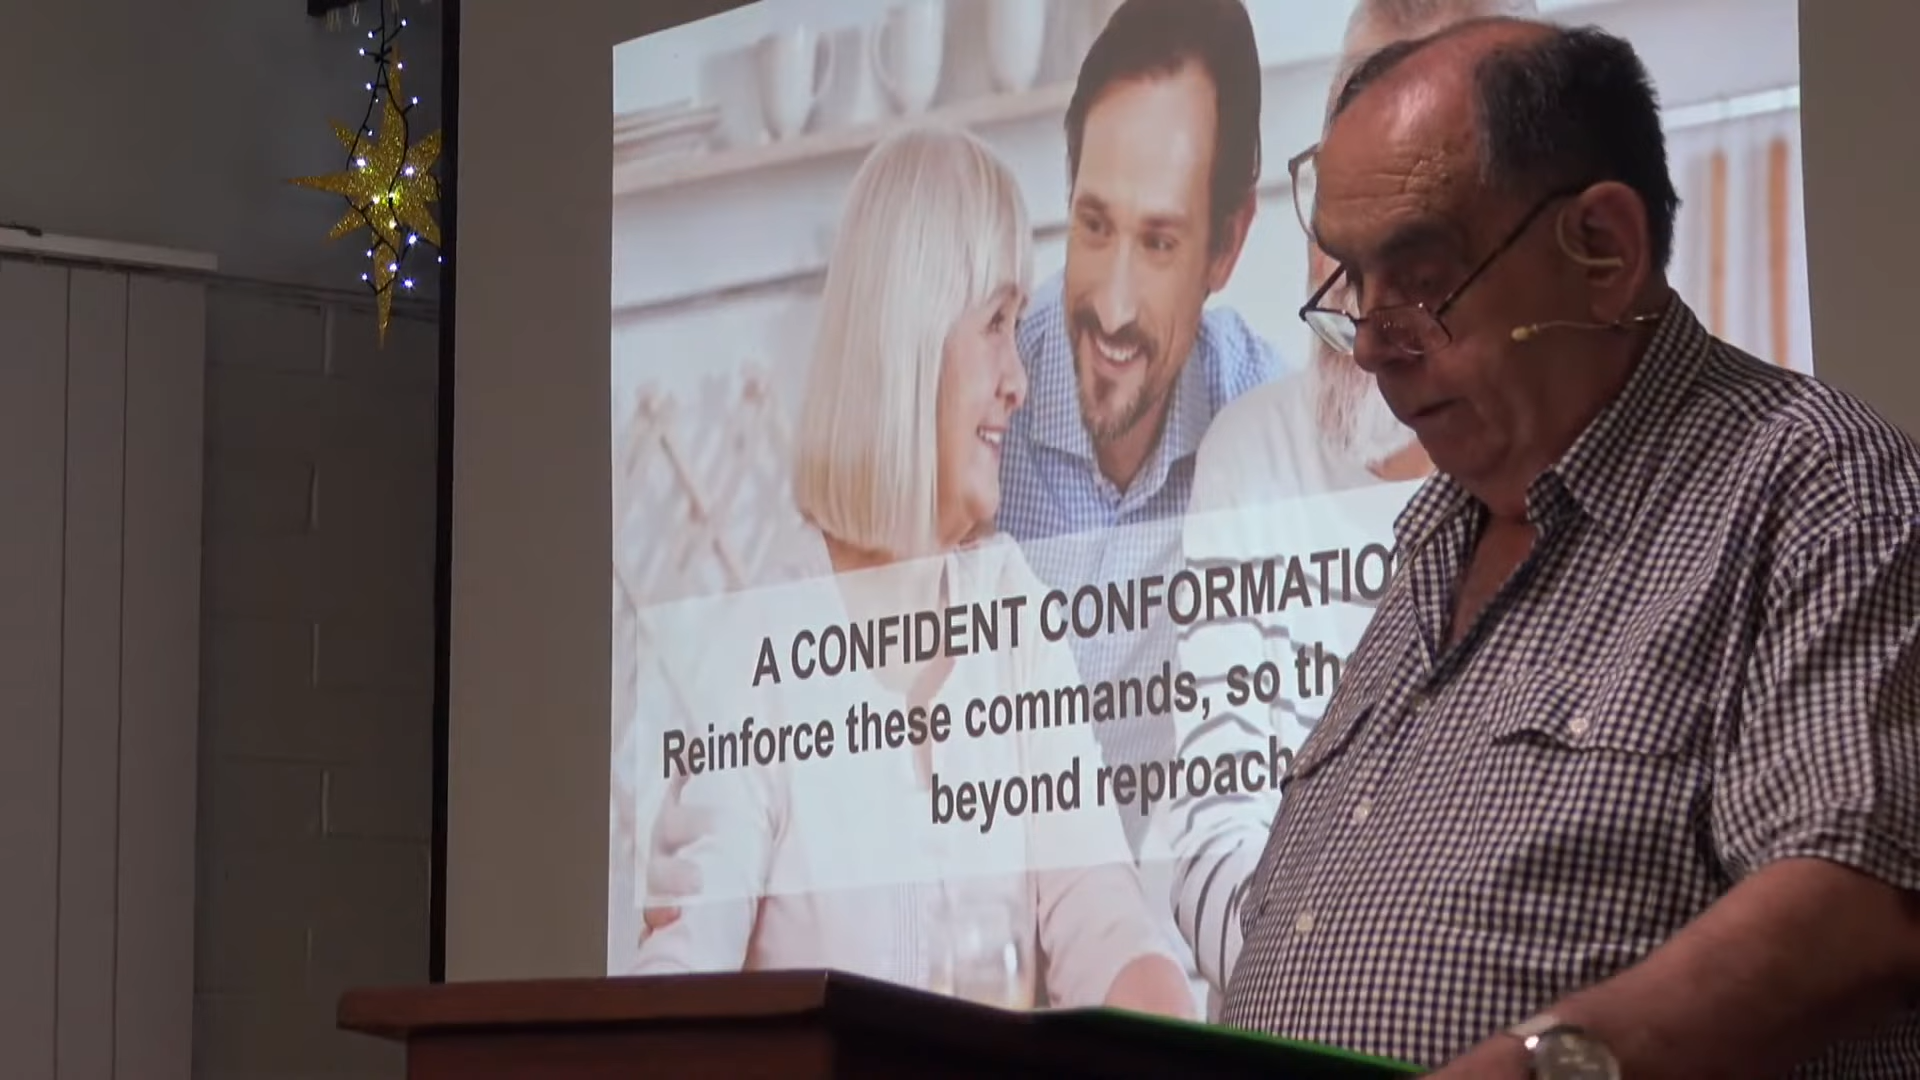 A CONFIDENT CONFORMATIO
Reinforce these commands, so th
beyond reproach